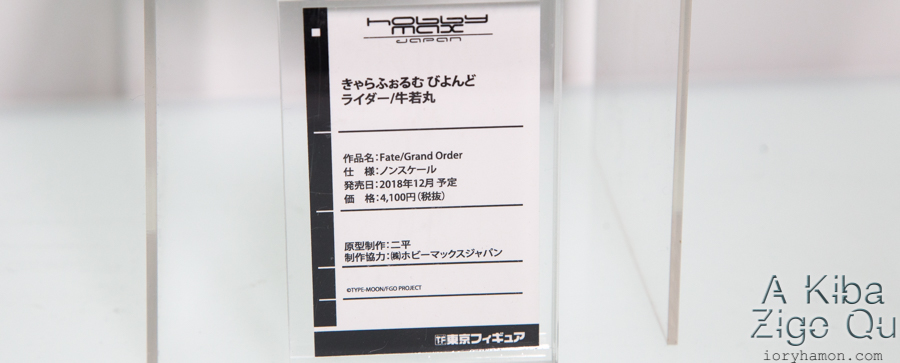 hobby
max
JAPAN
きゃらふぉるむ びよんど
ライダー/牛若丸
作品名：Fate/Grand Order
仕　様：ノンスケール
発売日：2018年12月 予定
価　格：4,100円（税抜）
原型制作：二平
制作協力：㈱ホビーマックスジャパン
©TYPE-MOON/FGO PROJECT
TF東京フィギュア
A Kiba
Zigo Qu
ioryhamon.com